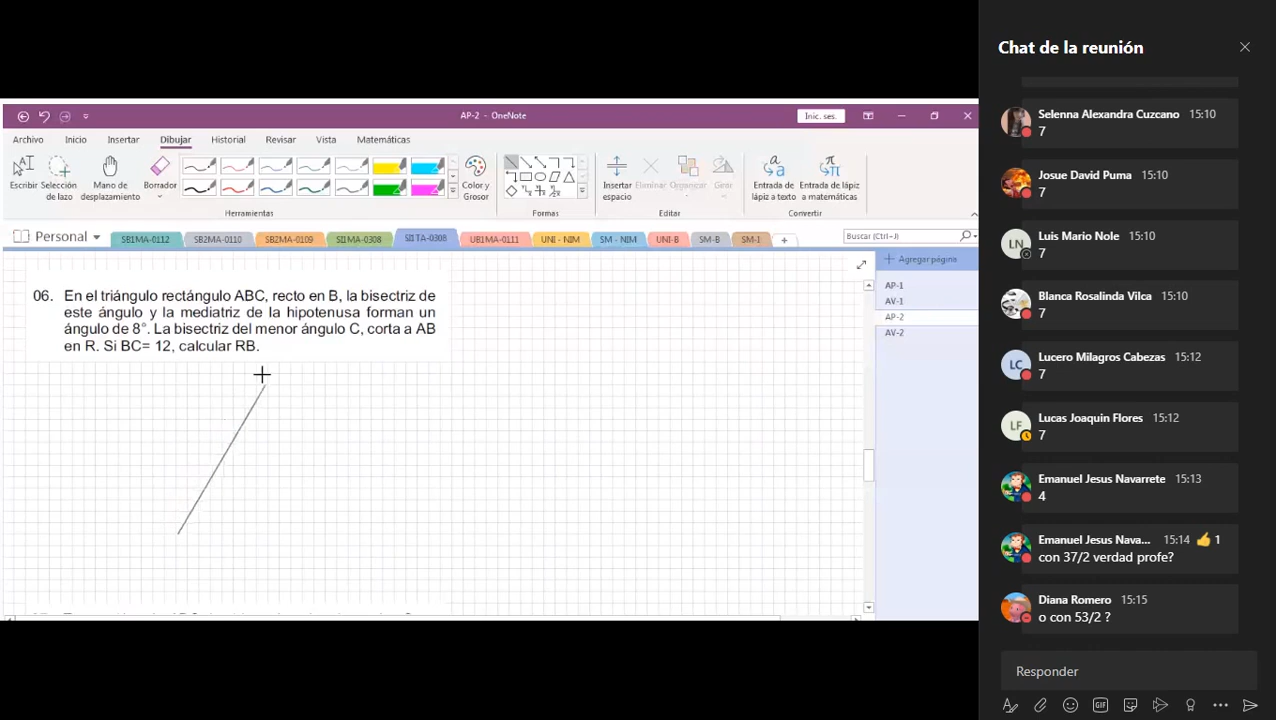 AP-2 - OneNote
Inic. ses.
Archivo Inicio Insertar Dibujar Historial Revisar Vista Matemáticas
Escribir Selección de lazo Mano de desplazamiento Borrador Color y Grosor Insertar espacio Eliminar Organizar Girar Entrada de lápiz a texto Entrada de lápiz a matemáticas
Herramientas Formas Editar Convertir
Personal SB1MA-0112 SB2MA-0110 SB2MA-0109 SI1MA-0308 SI1TA-0308 UB1MA-0111 UNI - NIM SM - NIM UNI-B SM-B SM-1 Buscar (Ctrl+J)
Agregar página
AP-1
AV-1
AP-2
AV-2
06. En el triángulo rectángulo ABC, recto en B, la bisectriz de
este ángulo y la mediatriz de la hipotenusa forman un
ángulo de 8°. La bisectriz del menor ángulo C, corta a AB
en R. Si BC= 12, calcular RB.
Chat de la reunión
Selenna Alexandra Cuzcano 15:10
7
Josue David Puma 15:10
7
LN Luis Mario Nole 15:10
7
Blanca Rosalinda Vilca 15:10
7
LC Lucero Milagros Cabezas 15:12
7
LF Lucas Joaquin Flores 15:12
7
Emanuel Jesus Navarrete 15:13
4
Emanuel Jesus Nava... 15:14 👍 1
con 37/2 verdad profe?
Diana Romero 15:15
o con 53/2 ?
Responder
GIF